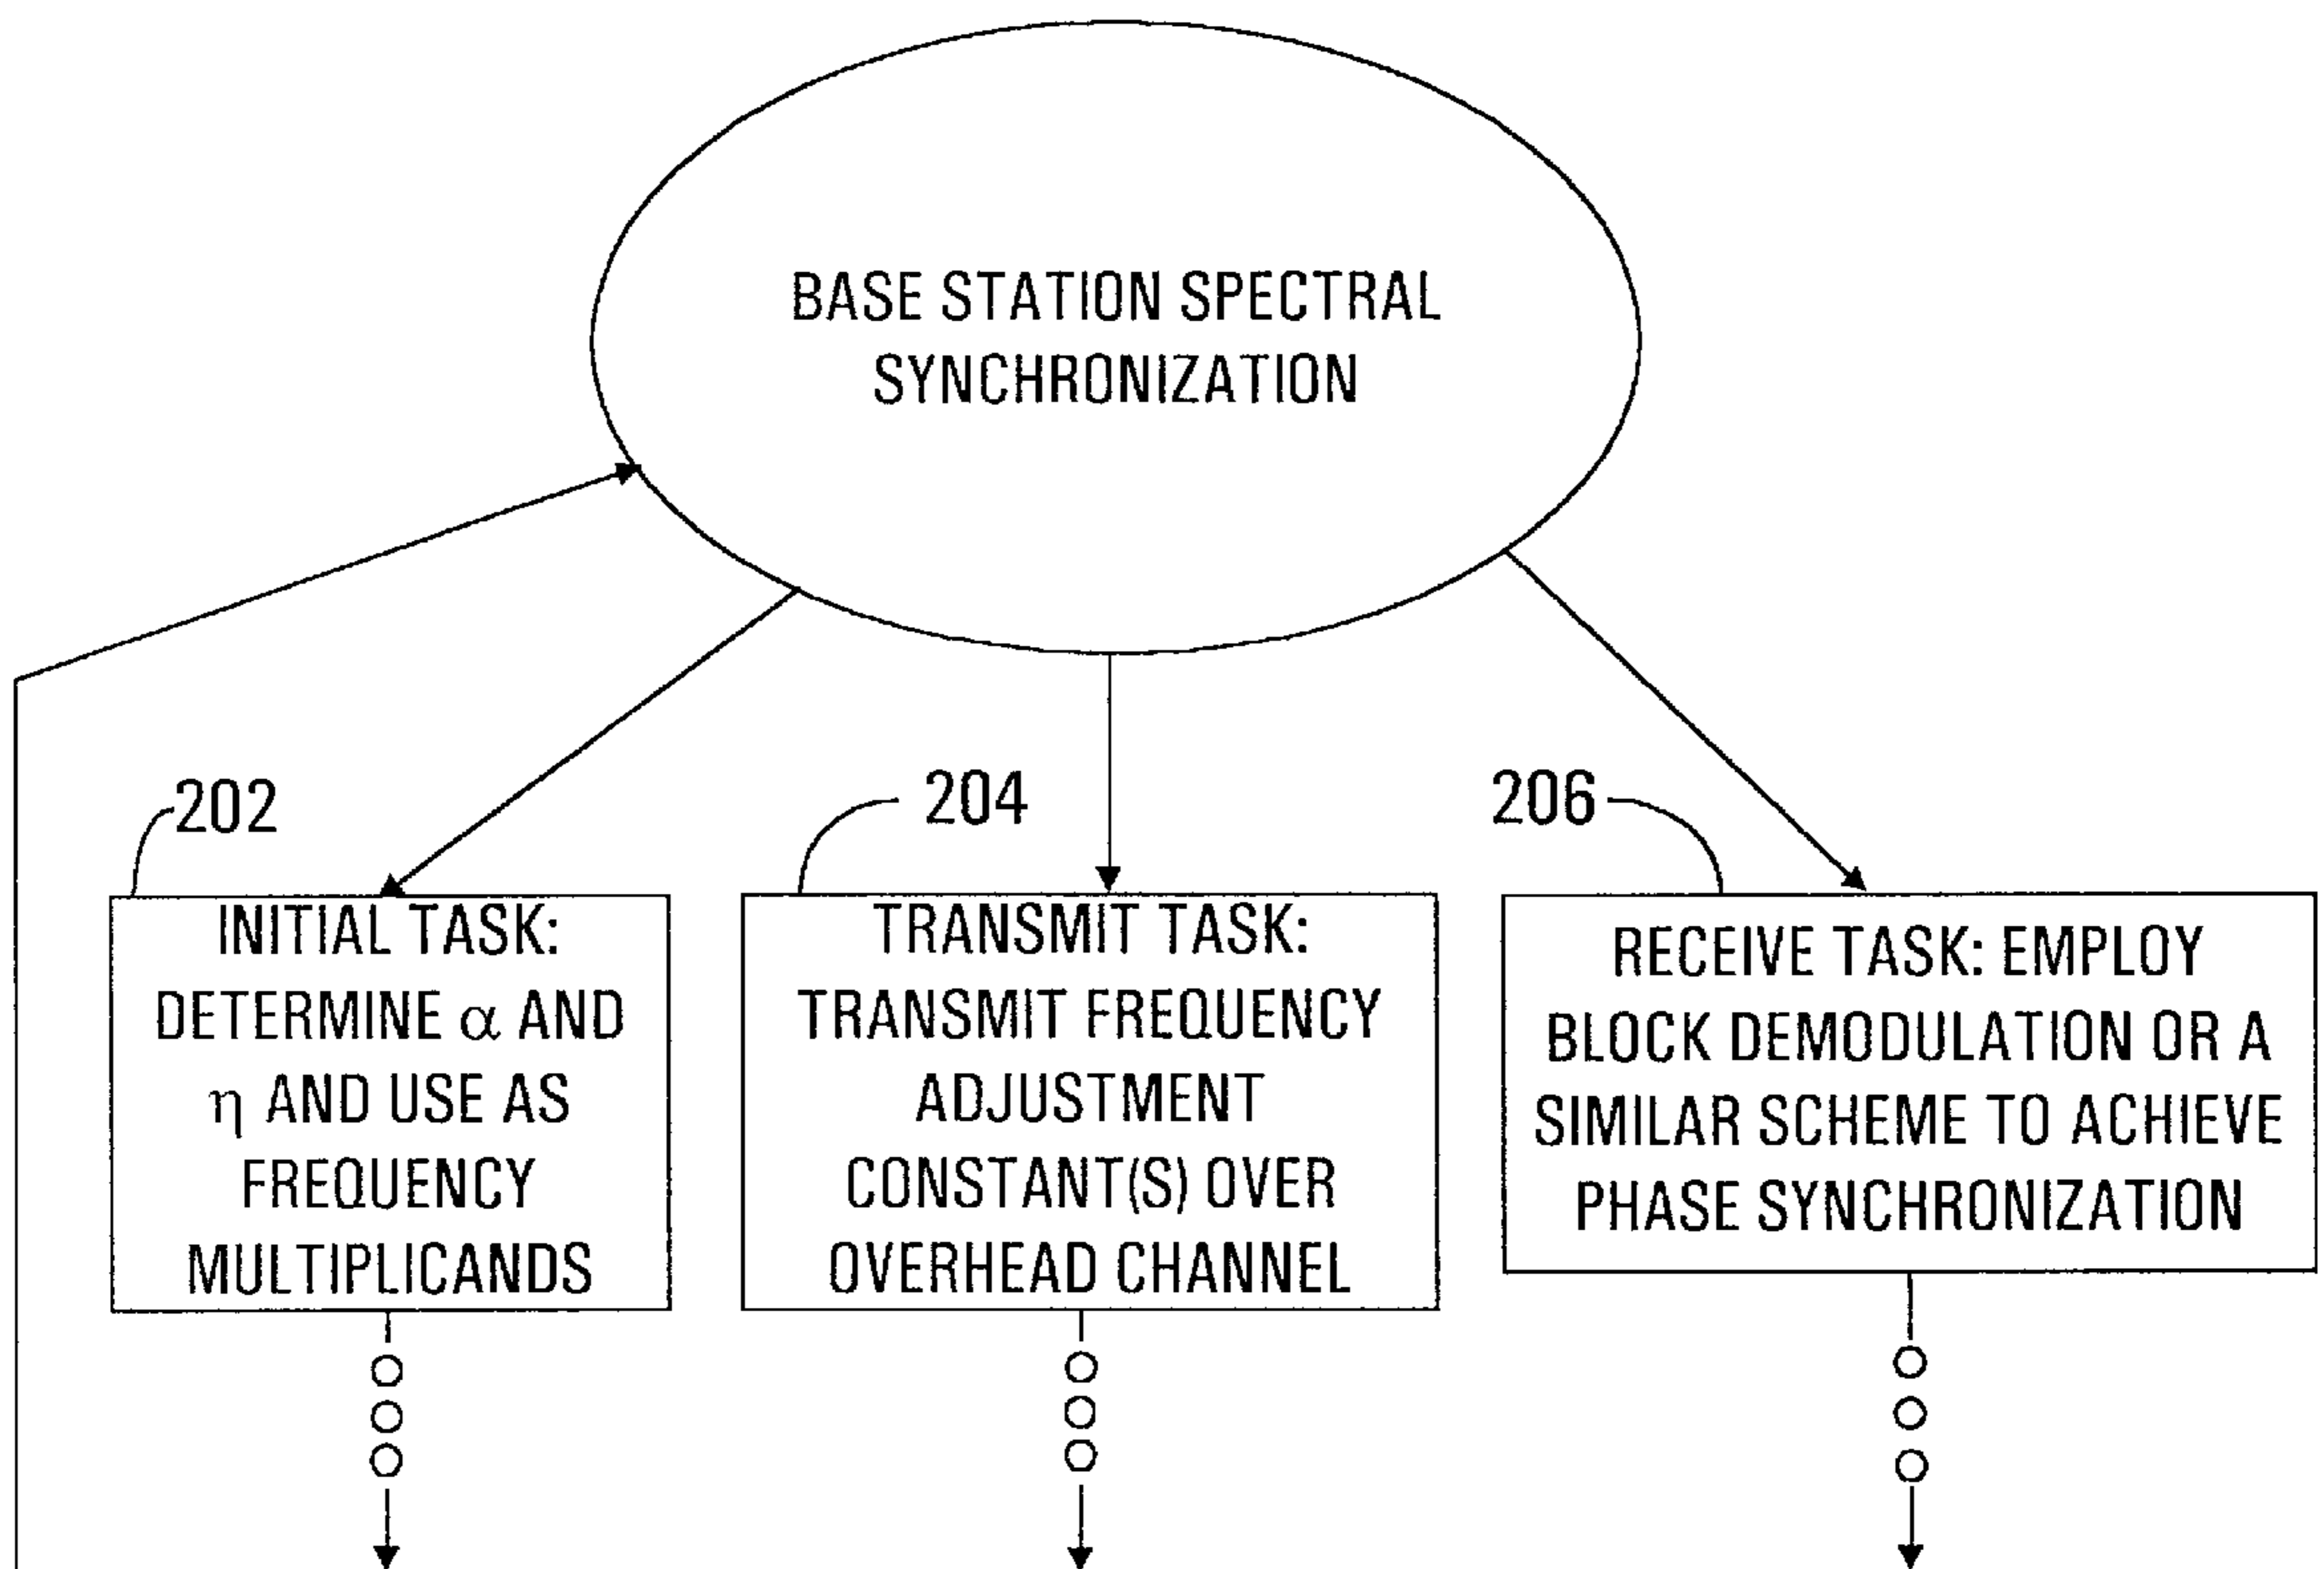 BASE STATION SPECTRAL
SYNCHRONIZATION
202
INITIAL TASK:
DETERMINE α AND
η AND USE AS
FREQUENCY
MULTIPLICANDS
204
TRANSMIT TASK:
TRANSMIT FREQUENCY
ADJUSTMENT
CONSTANT(S) OVER
OVERHEAD CHANNEL
206
RECEIVE TASK: EMPLOY
BLOCK DEMODULATION OR A
SIMILAR SCHEME TO ACHIEVE
PHASE SYNCHRONIZATION